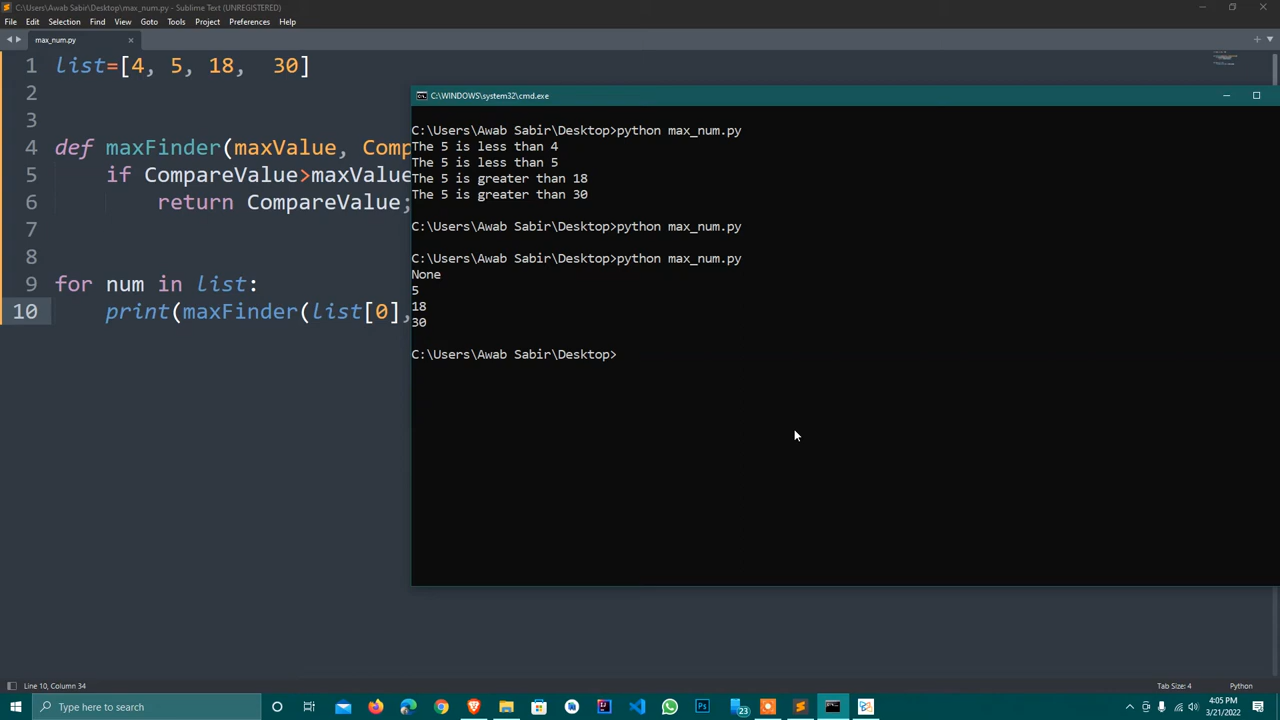 C:\Users\Awab Sabir\Desktop\max_num.py - Sublime Text (UNREGISTERED)
File Edit Selection Find View Goto Tools Project Preferences Help
max_num.py
1 list=[4, 5, 18,  30]
2
3
4 def maxFinder(maxValue, Comp
5 if CompareValue>maxValue
6 return CompareValue;
7
8
9 for num in list:
10 print(maxFinder(list[0],
C:\WINDOWS\system32\cmd.exe
C:\Users\Awab Sabir\Desktop>python max_num.py
The 5 is less than 4
The 5 is less than 5
The 5 is greater than 18
The 5 is greater than 30
C:\Users\Awab Sabir\Desktop>python max_num.py
C:\Users\Awab Sabir\Desktop>python max_num.py
None
5
18
30
C:\Users\Awab Sabir\Desktop>
Line 10, Column 34
Tab Size: 4
Python
Type here to search
Ps
23
4:05 PM
3/21/2022